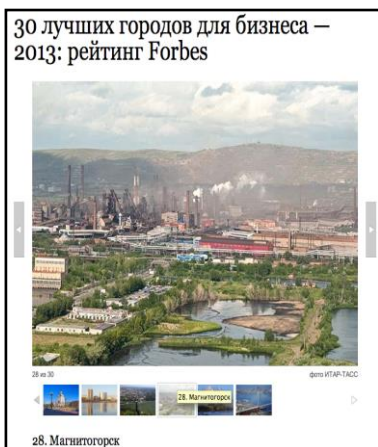 30 лучших городов для бизнеса —
2013: рейтинг Forbes
28 из 30
фото ИТАР-ТАСС
28. Магнитогорск
28. Магнитогорск